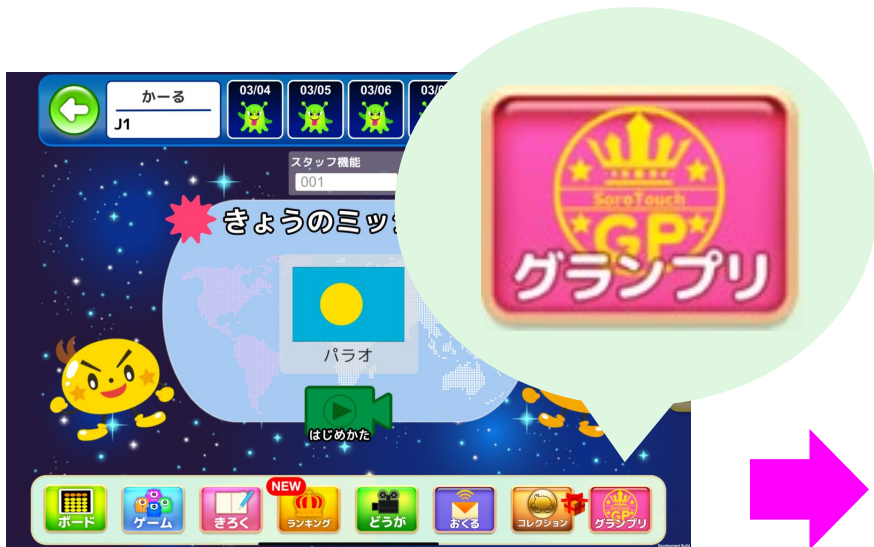 かーる
J1
03/04
03/05
03/06
スタッフ機能
001
きょうのミッ
パラオ
はじめかた
SoroTouch
GP
グランプリ
ボード
ゲーム
きろく
NEW
ランキング
どうが
おくる
コレクション
GP
グランプリ
Development Build